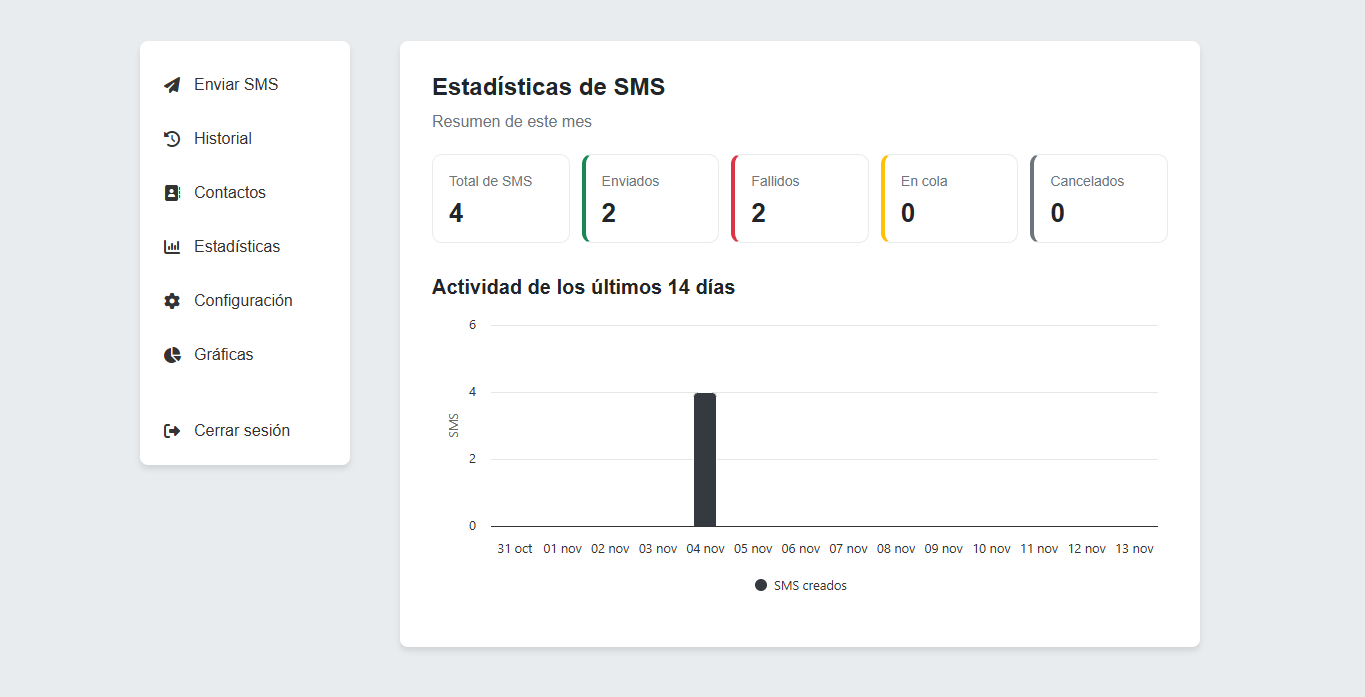 Enviar SMS
Historial
Contactos
Estadísticas
Configuración
Gráficas
Cerrar sesión
Estadísticas de SMS
Resumen de este mes
Total de SMS
4
Enviados
2
Fallidos
2
En cola
0
Cancelados
0
Actividad de los últimos 14 días
6
4
2
0
SMS
31 oct 01 nov 02 nov 03 nov 04 nov 05 nov 06 nov 07 nov 08 nov 09 nov 10 nov 11 nov 12 nov 13 nov
SMS creados